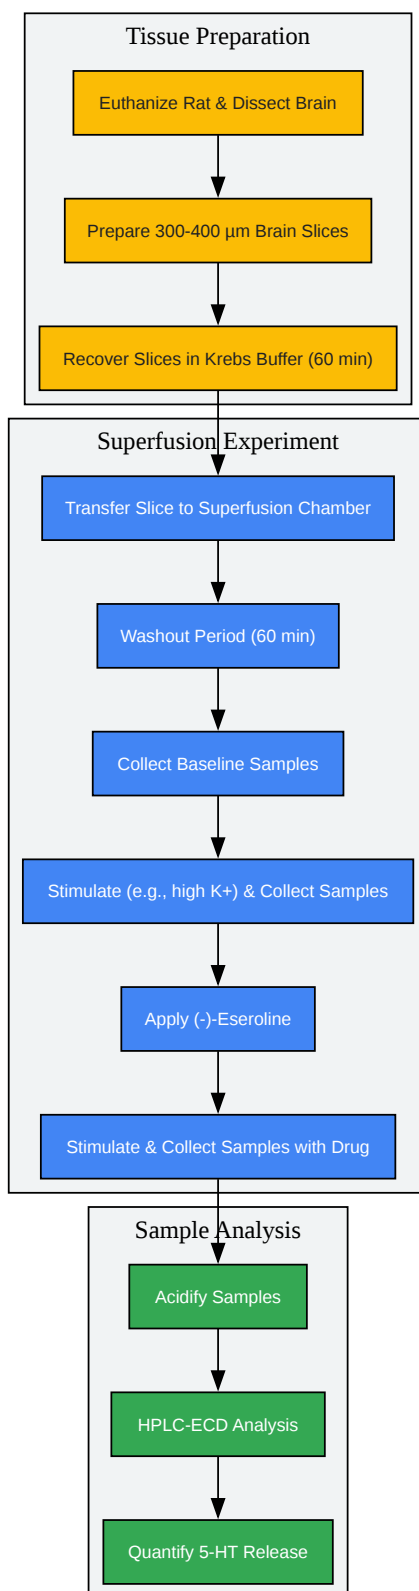 Tissue Preparation
Euthanize Rat & Dissect Brain
Prepare 300-400 µm Brain Slices
Recover Slices in Krebs Buffer (60 min)
Superfusion Experiment
Transfer Slice to Superfusion Chamber
Washout Period (60 min)
Collect Baseline Samples
Stimulate (e.g., high K+) & Collect Samples
Apply (-)-Eseroline
Stimulate & Collect Samples with Drug
Sample Analysis
Acidify Samples
HPLC-ECD Analysis
Quantify 5-HT Release